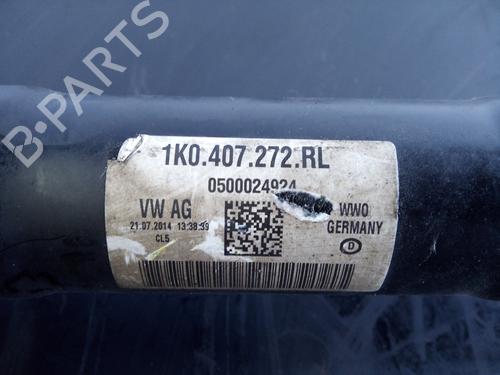 B-PARTS
1K0.407.272.RL
0500024924
VW AG
21.07.2014 13:38:39
CL5
WWO
GERMANY
D